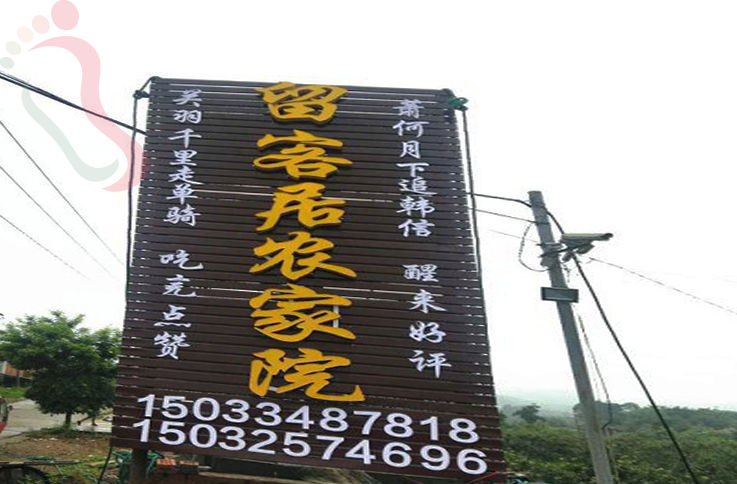 萧何月下追韩信 醒来好评
留客居农家院
关羽千里走单骑 吃完点赞
15033487818
15032574696